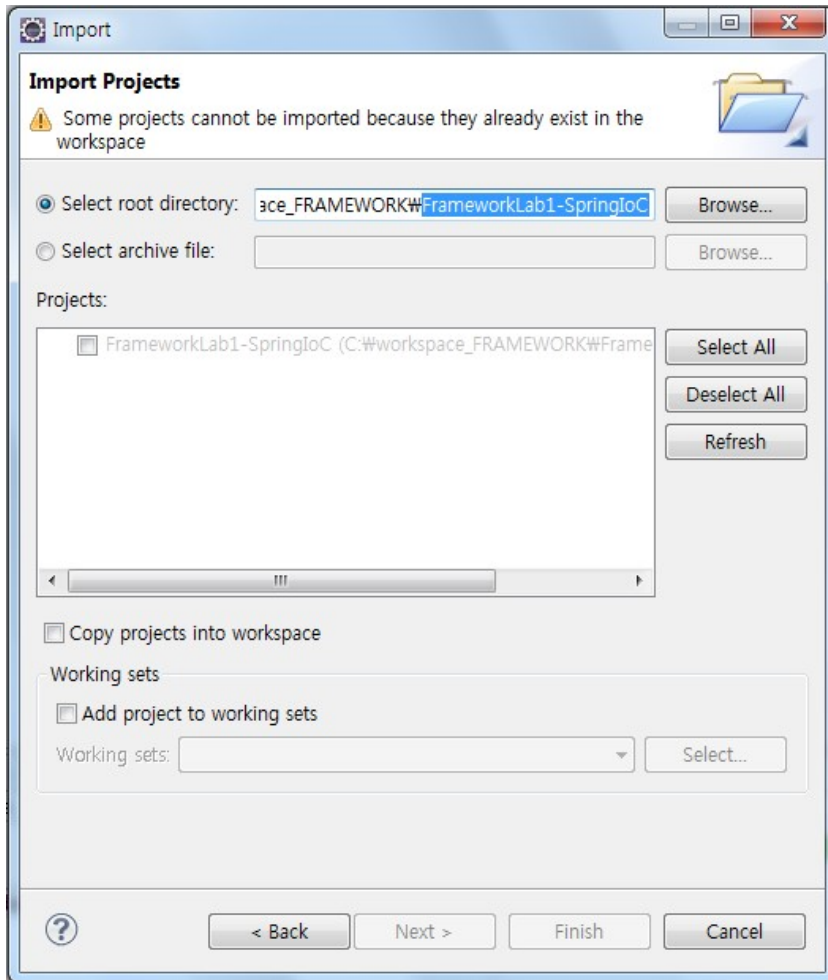 Import
Import Projects
Some projects cannot be imported because they already exist in the
workspace
Select root directory: ace_FRAMEWORK₩FrameworkLab1-SpringIoC Browse...
Select archive file: Browse...
Projects:
FrameworkLab1-SpringIoC (C:₩workspace_FRAMEWORK₩Frame
Select All
Deselect All
Refresh
Copy projects into workspace
Working sets
Add project to working sets
Working sets: Select...
< Back Next > Finish Cancel